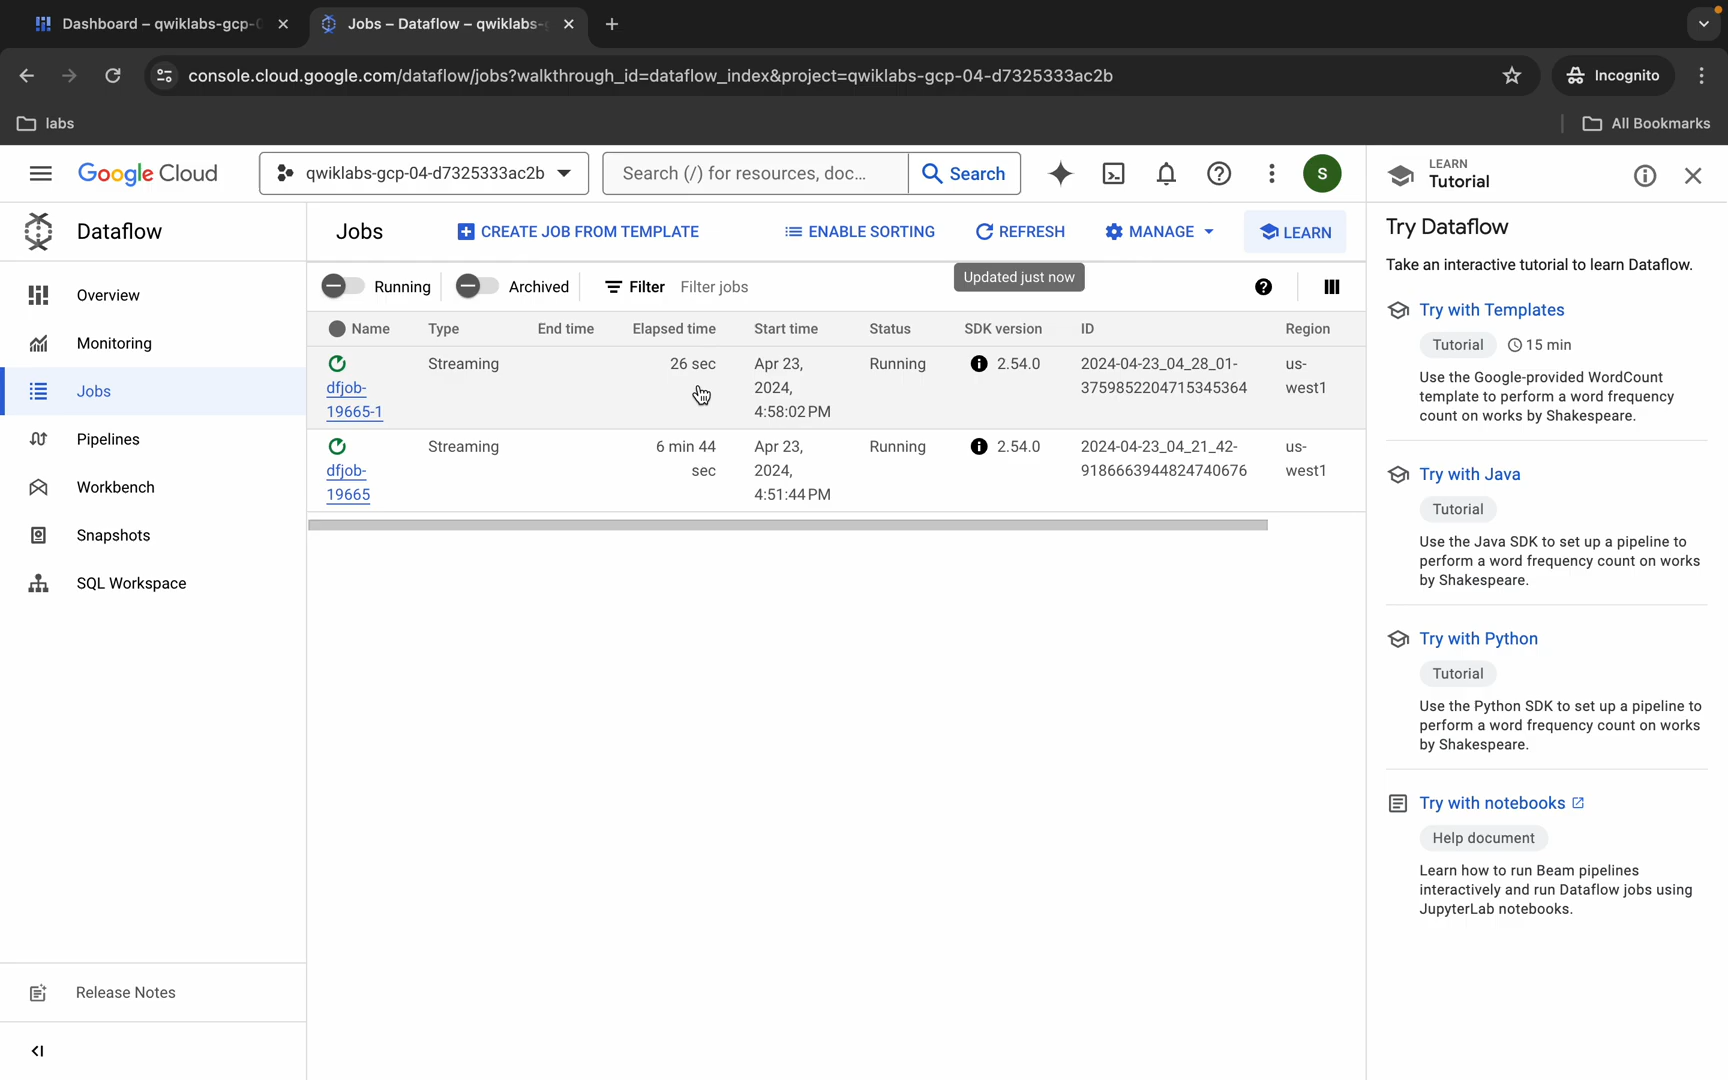 Dashboard – qwiklabs-gcp-0
Jobs – Dataflow – qwiklabs-g
console.cloud.google.com/dataflow/jobs?walkthrough_id=dataflow_index&project=qwiklabs-gcp-04-d7325333ac2b
Incognito
labs
All Bookmarks
Google Cloud
qwiklabs-gcp-04-d7325333ac2b
Search (/) for resources, doc...
Search
S
LEARN
Tutorial
Dataflow
Jobs
CREATE JOB FROM TEMPLATE
ENABLE SORTING
REFRESH
MANAGE
LEARN
Updated just now
Overview
Monitoring
Jobs
Pipelines
Workbench
Snapshots
SQL Workspace
Release Notes
Running
Archived
Filter
Filter jobs
Name Type End time Elapsed time Start time Status SDK version ID Region
dfjob-
19665-1
Streaming
26 sec
Apr 23,
2024,
4:58:02 PM
Running
2.54.0
2024-04-23_04_28_01-
3759852204715345364
us-
west1
dfjob-
19665
Streaming
6 min 44
sec
Apr 23,
2024,
4:51:44 PM
Running
2.54.0
2024-04-23_04_21_42-
9186663944824740676
us-
west1
Try Dataflow
Take an interactive tutorial to learn Dataflow.
Try with Templates
Tutorial
15 min
Use the Google-provided WordCount
template to perform a word frequency
count on works by Shakespeare.
Try with Java
Tutorial
Use the Java SDK to set up a pipeline to
perform a word frequency count on works
by Shakespeare.
Try with Python
Tutorial
Use the Python SDK to set up a pipeline to
perform a word frequency count on works
by Shakespeare.
Try with notebooks
Help document
Learn how to run Beam pipelines
interactively and run Dataflow jobs using
JupyterLab notebooks.